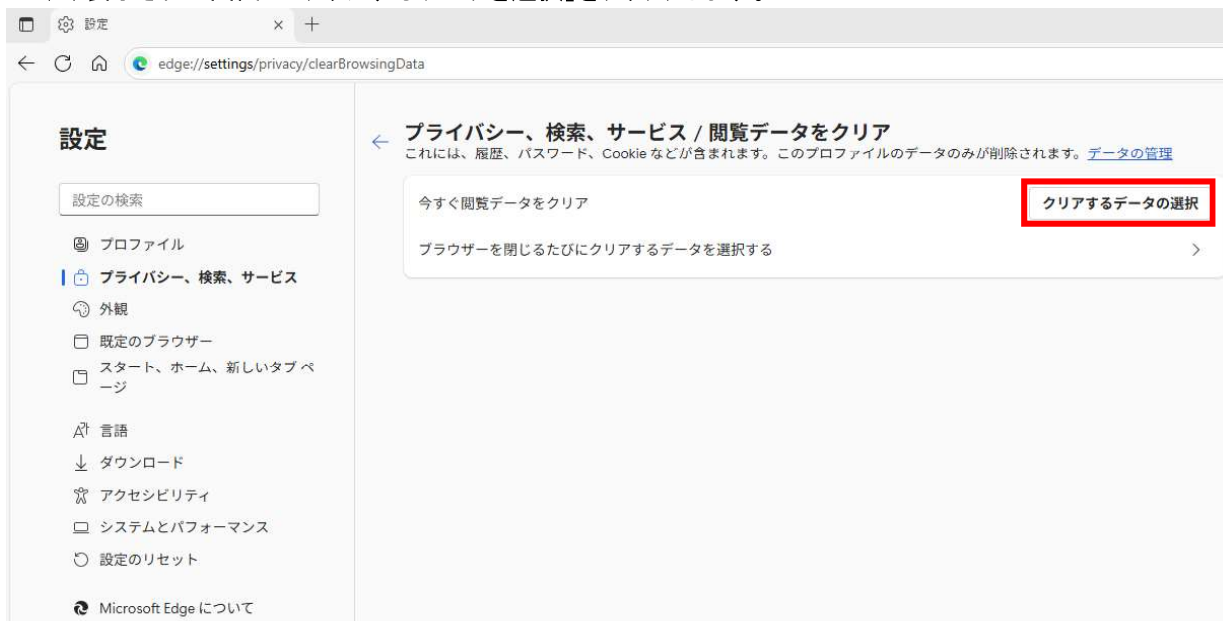 設定
edge://settings/privacy/clearBrowsingData
設定
設定の検索
プロファイル
プライバシー、検索、サービス
外観
既定のブラウザー
スタート、ホーム、新しいタブ ペ
ージ
言語
ダウンロード
アクセシビリティ
システムとパフォーマンス
設定のリセット
Microsoft Edge について
プライバシー、検索、サービス / 閲覧データをクリア
これには、履歴、パスワード、Cookie などが含まれます。このプロファイルのデータのみが削除されます。データの管理
今すぐ閲覧データをクリア
クリアするデータの選択
ブラウザーを閉じるたびにクリアするデータを選択する